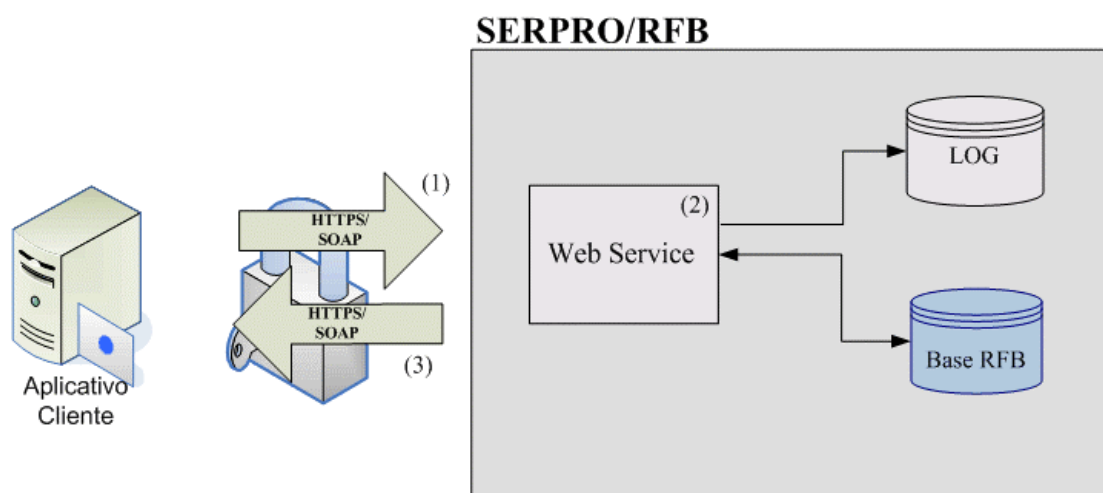 SERPRO/RFB
(1)
HTTPS/
SOAP
HTTPS/
SOAP
(3)
Aplicativo
Cliente
(2)
Web Service
LOG
Base RFB